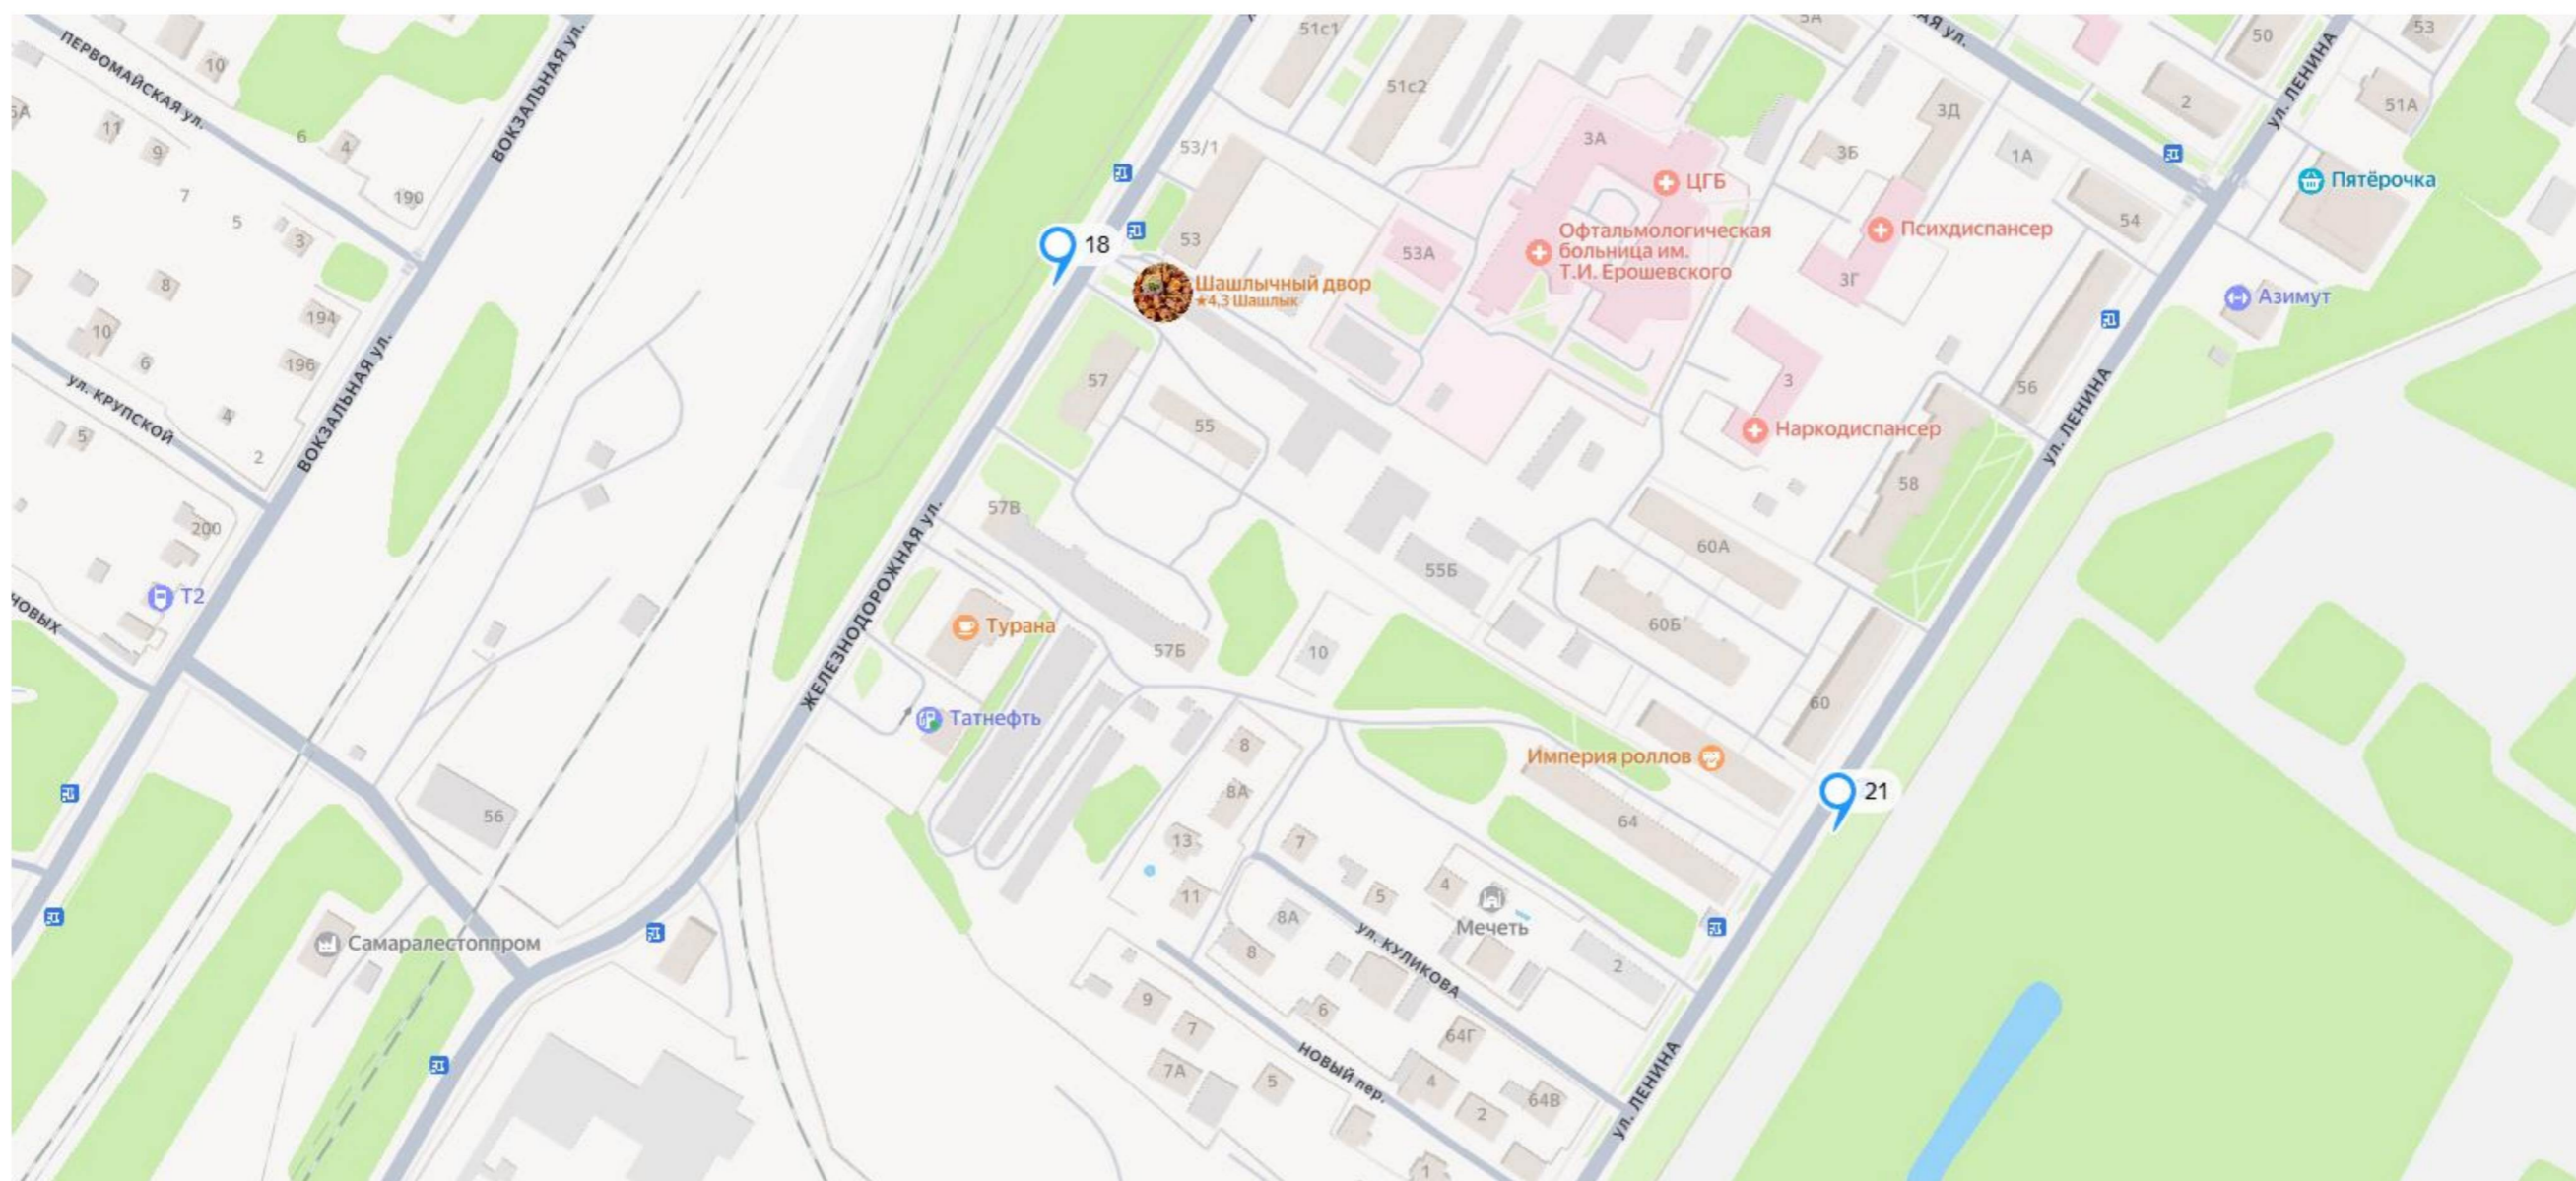 ПЕРВОМАЙСКАЯ ул.
ВОКЗАЛЬНАЯ ул.
51с1
5А
50
ул. ЛЕНИНА
53
10
51с2
3А
3Д
2
51А
11
9
6
4
53/1
3Б
1А
ЦГБ
Пятёрочка
7
190
5
3
18
53
53А
Офтальмологическая
больница им.
Т.И. Ерошевского
Психдиспансер
54
3Г
8
194
Шашлычный двор
★4,3 Шашлык
Азимут
10
6
196
57
3
56
ул. КРУПСКОЙ
4
5
2
ВОКЗАЛЬНАЯ ул.
55
Наркодиспансер
ул. ЛЕНИНА
58
200
57В
60А
55Б
Т2
НОВЫХ
ЖЕЛЕЗНОДОРОЖНАЯ ул.
Турана
57Б
10
60Б
60
Татнефть
8
Империя роллов
8А
21
56
13
7
64
11
5
4
8А
Мечеть
Самаралестоппром
8
ул. КУЛИКОВА
2
9
7
6
64Г
7А
5
НОВЫЙ пер.
4
2
64В
ул. ЛЕНИНА
1